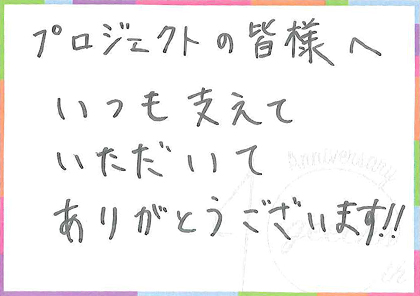 プロジェクトの皆様へ
いつも支えて
いただいて
ありがとうございます!!
anniversary